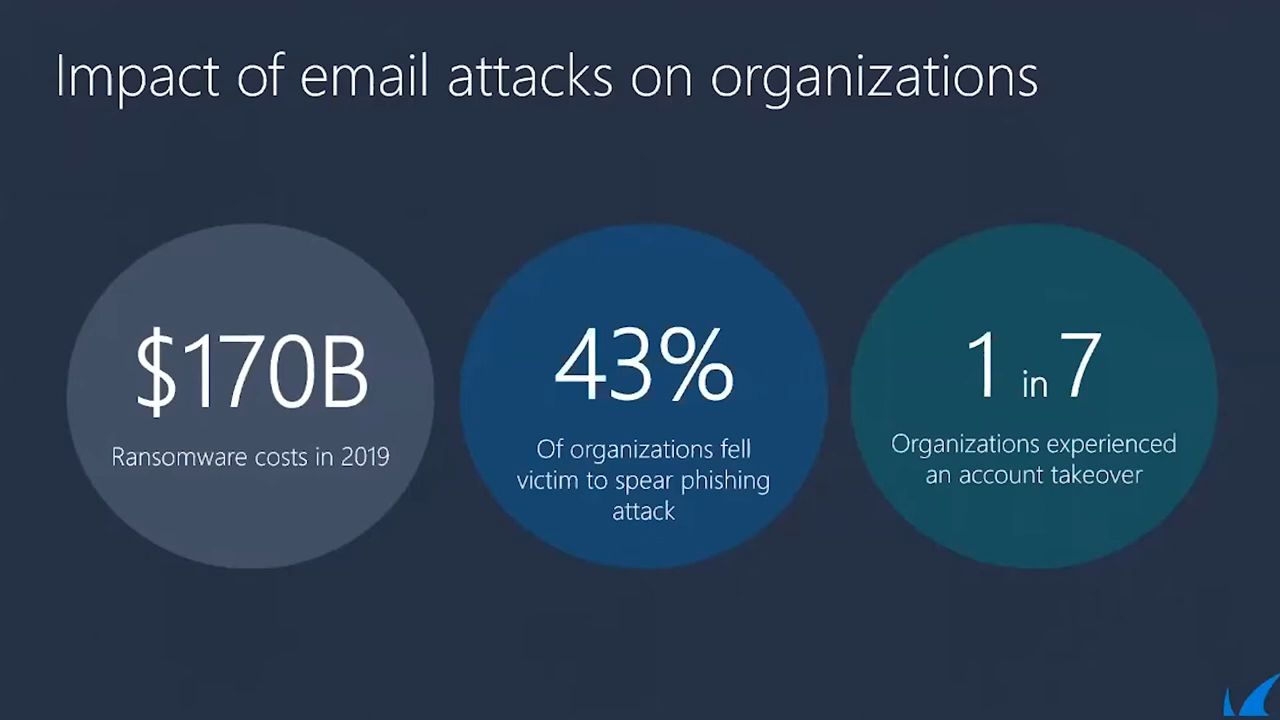 Impact of email attacks on organizations
$170B
Ransomware costs in 2019
43%
Of organizations fell
victim to spear phishing
attack
1 in 7
Organizations experienced
an account takeover